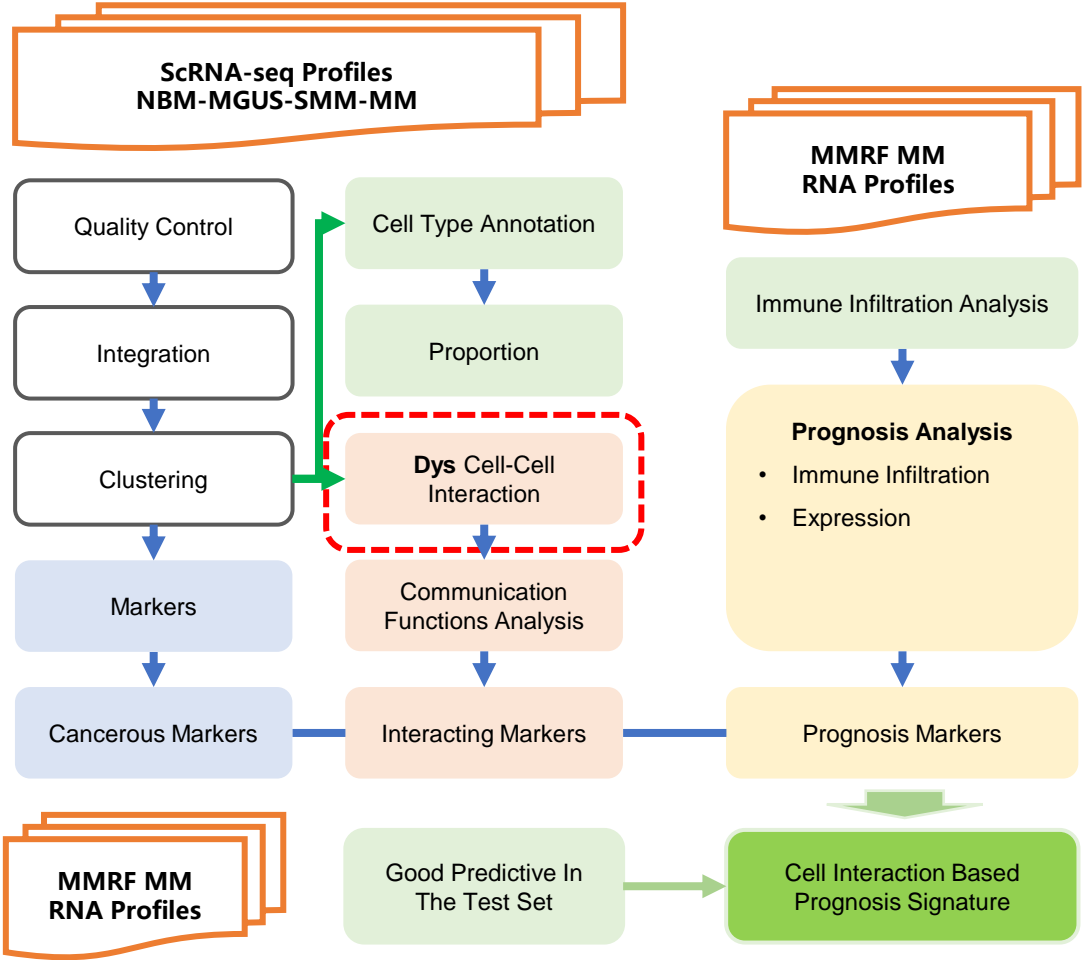 ScRNA-seq Profiles
NBM-MGUS-SMM-MM
MMRF MM
RNA Profiles
Quality Control
Cell Type Annotation
Immune Infiltration Analysis
Integration
Proportion
Prognosis Analysis
• Immune Infiltration
• Expression
Clustering
Dys Cell-Cell
Interaction
Markers
Communication
Functions Analysis
Cancerous Markers
Interacting Markers
Prognosis Markers
MMRF MM
RNA Profiles
Good Predictive In
The Test Set
Cell Interaction Based
Prognosis Signature